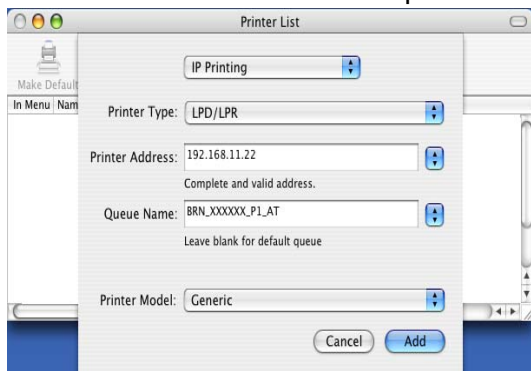 Printer List
IP Printing
Make Default
In Menu Nam
Printer Type: LPD/LPR
Printer Address: 192.168.11.22
Complete and valid address.
Queue Name: BRN_XXXXXX_P1_AT
Leave blank for default queue
Printer Model: Generic
Cancel Add